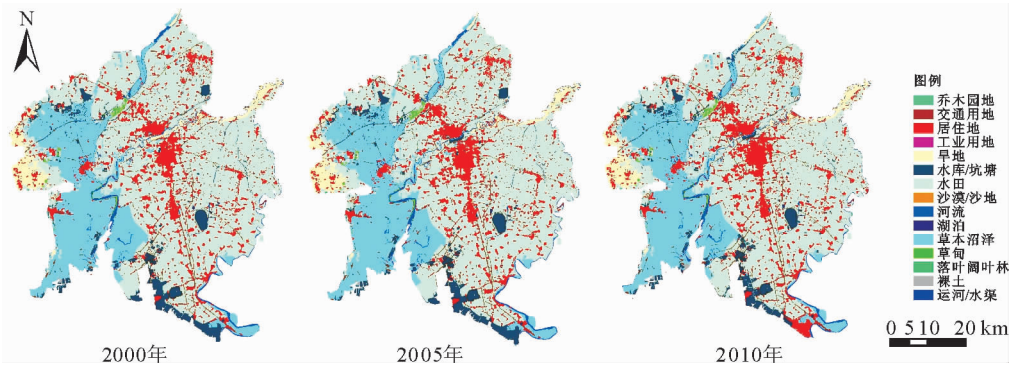 N
图例
乔木园地
交通用地
居住地
工业用地
旱地
水库/坑塘
水田
沙漠/沙地
河流
湖泊
草本沼泽
草甸
落叶阔叶林
裸土
运河/水渠
0 5 10 20 km
2000年
2005年
2010年